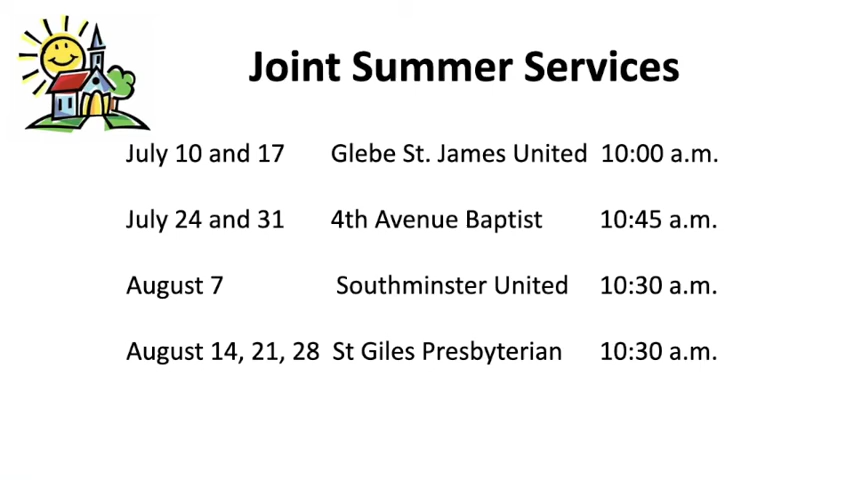 Joint Summer Services
July 10 and 17 Glebe St. James United 10:00 a.m.
July 24 and 31 4th Avenue Baptist 10:45 a.m.
August 7 Southminster United 10:30 a.m.
August 14, 21, 28 St Giles Presbyterian 10:30 a.m.